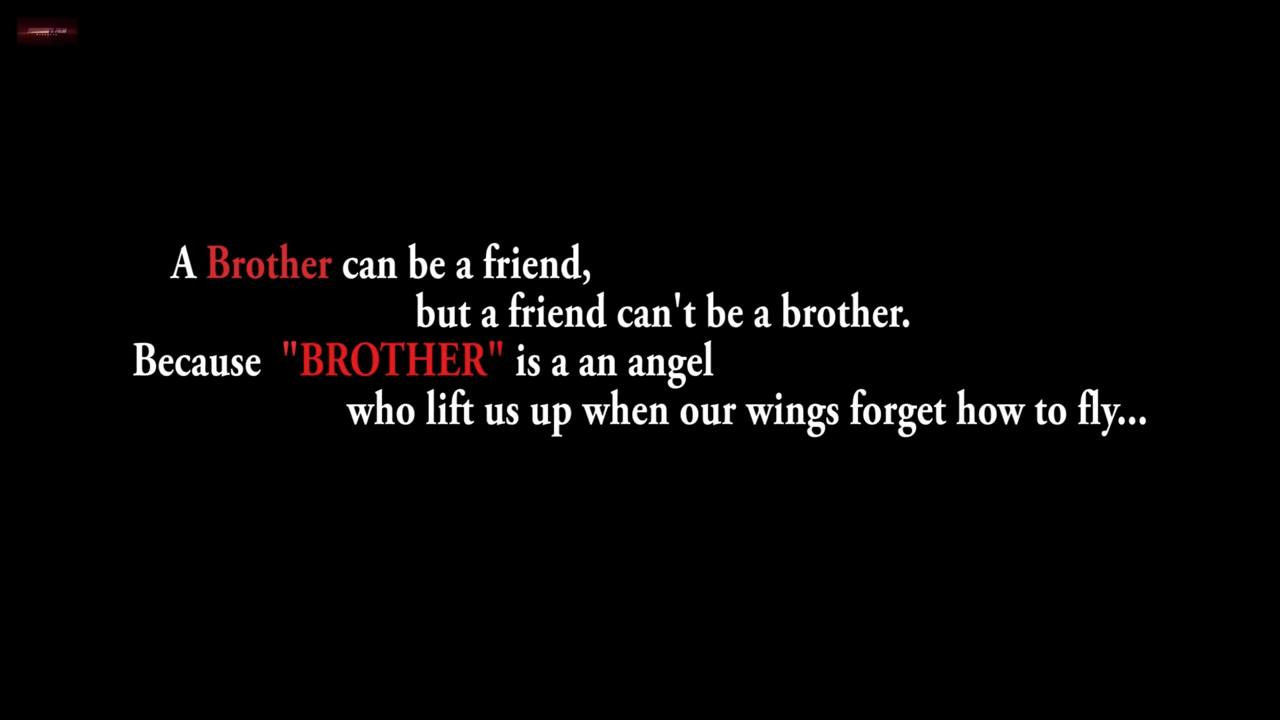 A Brother can be a friend,
but a friend can't be a brother.
Because "BROTHER" is a an angel
who lift us up when our wings forget how to fly...